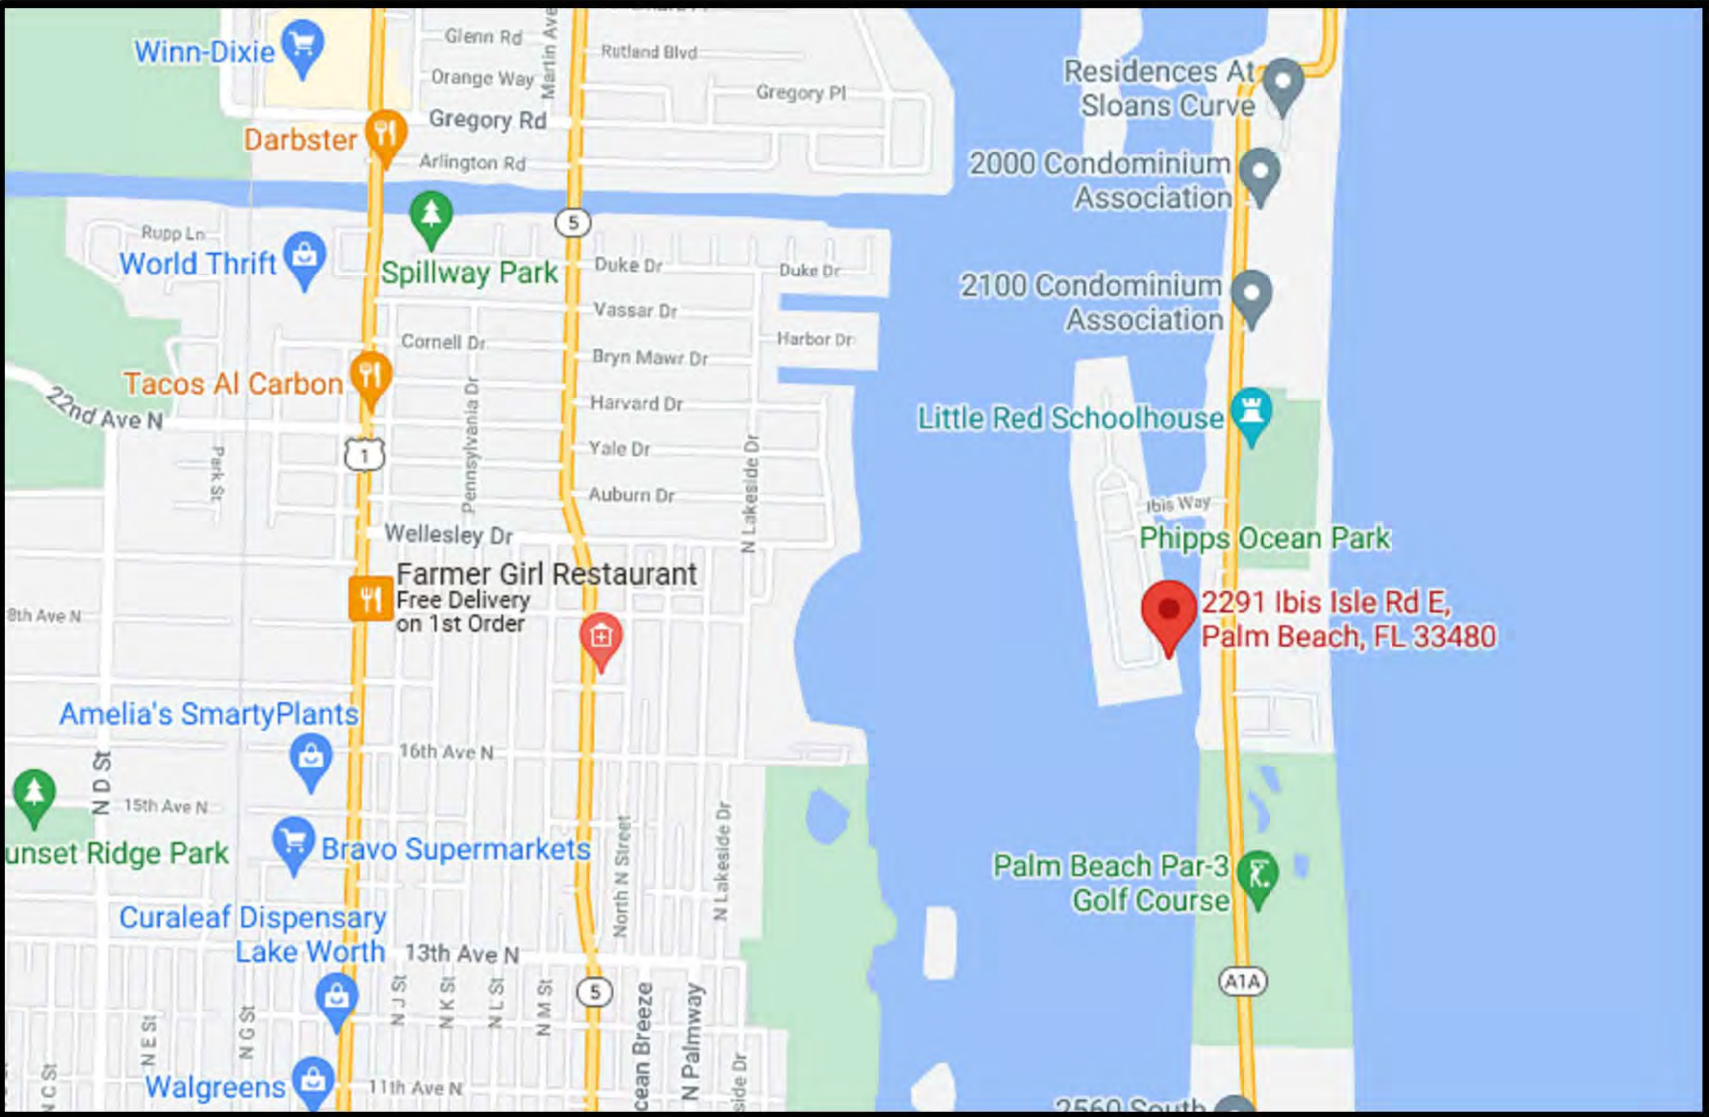 Glenn Rd
Martin Ave
Rutland Blvd
Winn-Dixie
Orange Way
Residences At
Sloans Curve
Gregory Pl
Gregory Rd
Darbster
Arlington Rd
2000 Condominium
Association
5
Rupp Ln
World Thrift
Spillway Park
Duke Dr
Duke Dr
2100 Condominium
Association
Vassar Dr
Cornell Dr
Harbor Dr
Bryn Mawr Dr
Tacos Al Carbon
22nd Ave N
Pennsylvania Dr
Harvard Dr
Little Red Schoolhouse
1
Park St
Yale Dr
N Lakeside Dr
Auburn Dr
Ibis Way
Wellesley Dr
Phipps Ocean Park
Farmer Girl Restaurant
Free Delivery
on 1st Order
8th Ave N
2291 Ibis Isle Rd E,
Palm Beach, FL 33480
Amelia's SmartyPlants
16th Ave N
N D St
15th Ave N
unset Ridge Park
Bravo Supermarkets
North N Street
N Lakeside Dr
Palm Beach Par-3
Golf Course
Curaleaf Dispensary
Lake Worth
13th Ave N
A1A
5
N J St
N K St
N L St
N M St
cean Breeze
N Palmway
N E St
N G St
N C St
side Dr
Walgreens
11th Ave N
2560 South